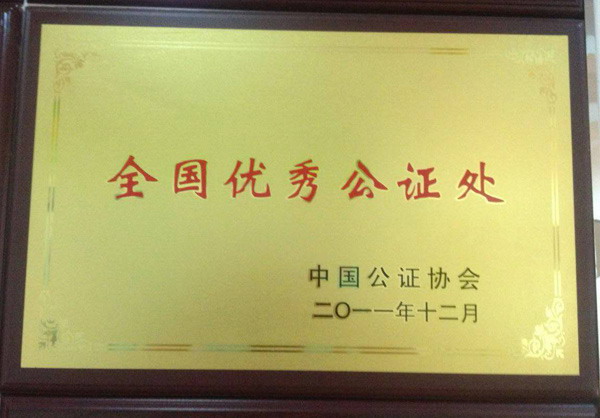 全国优秀公证处
中国公证协会
二〇一一年十二月